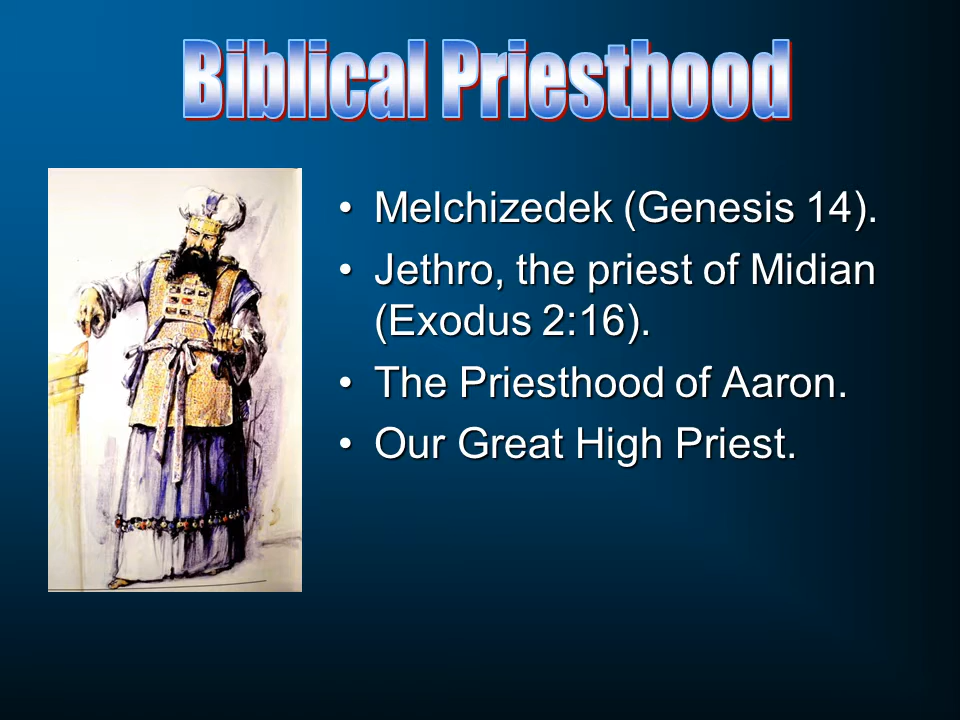 Biblical Priesthood
• Melchizedek (Genesis 14).
• Jethro, the priest of Midian
(Exodus 2:16).
• The Priesthood of Aaron.
• Our Great High Priest.